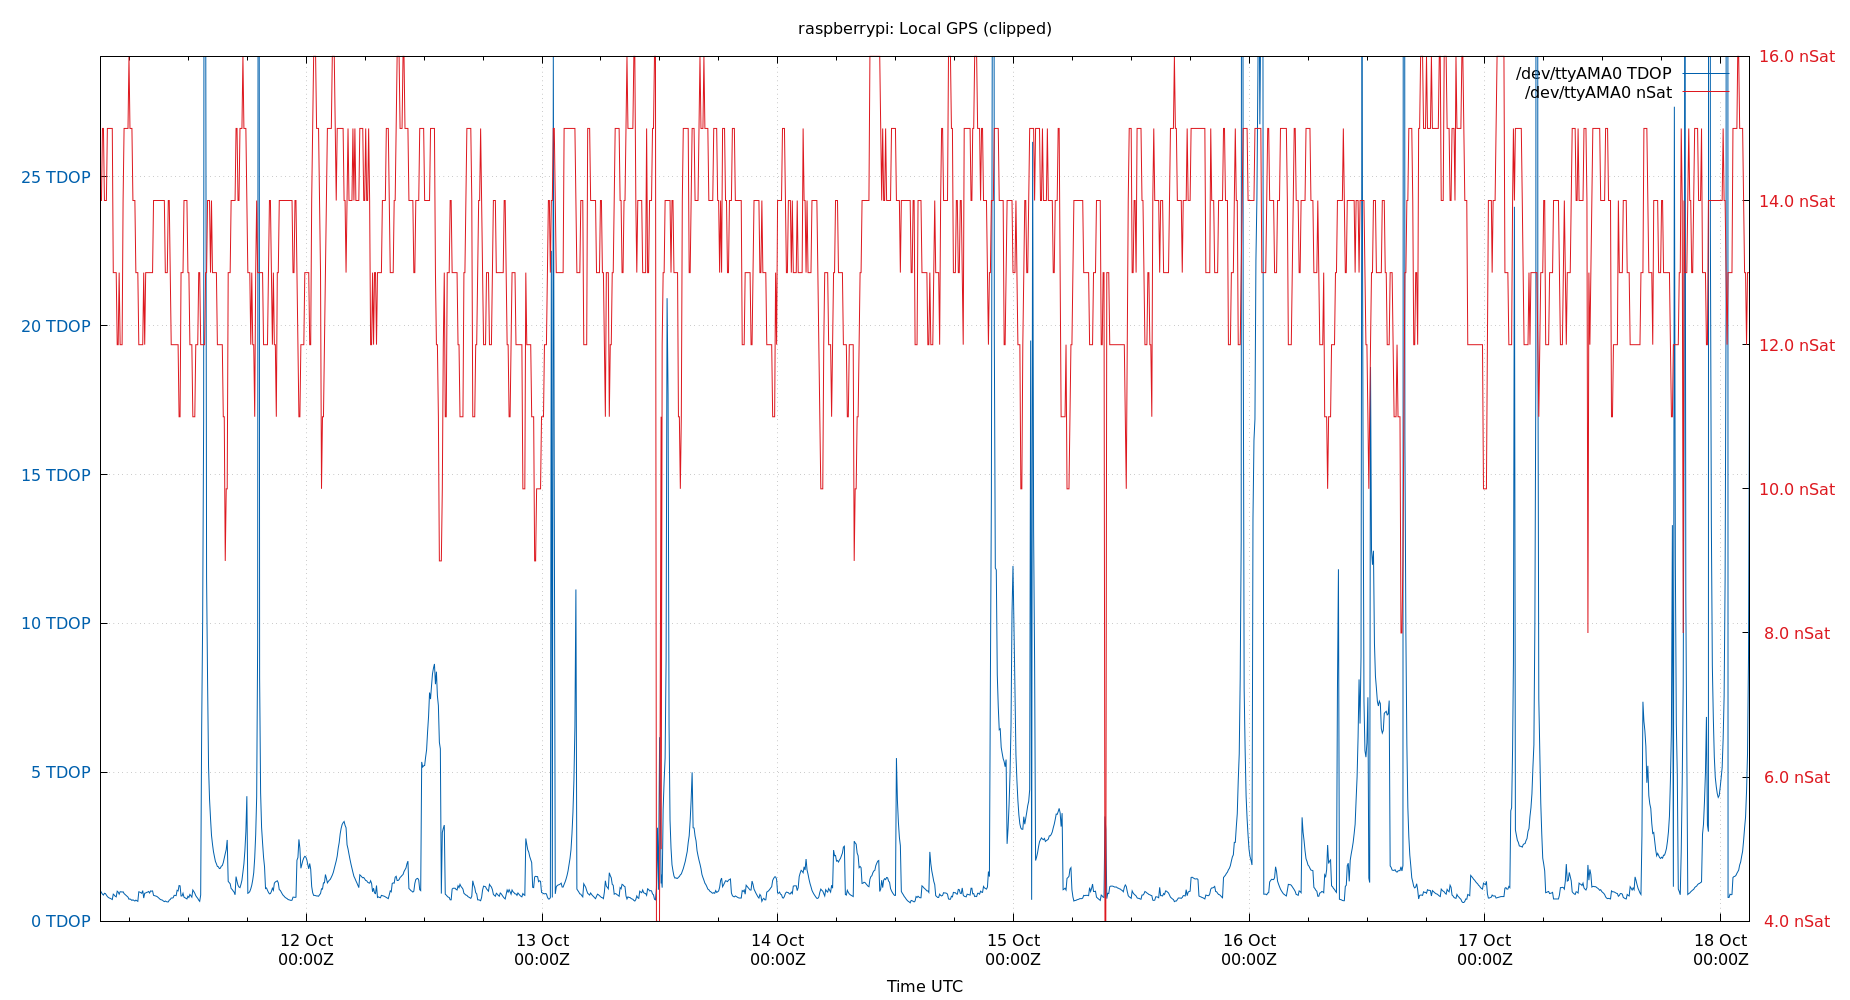 raspberrypi: Local GPS (clipped)
16.0 nSat
/dev/ttyAMA0 TDOP
/dev/ttyAMA0 nSat
25 TDOP
14.0 nSat
20 TDOP
12.0 nSat
15 TDOP
10.0 nSat
10 TDOP
8.0 nSat
5 TDOP
6.0 nSat
0 TDOP
4.0 nSat
12 Oct 13 Oct 14 Oct 15 Oct 16 Oct 17 Oct 18 Oct
00:00Z 00:00Z 00:00Z 00:00Z 00:00Z 00:00Z 00:00Z
Time UTC